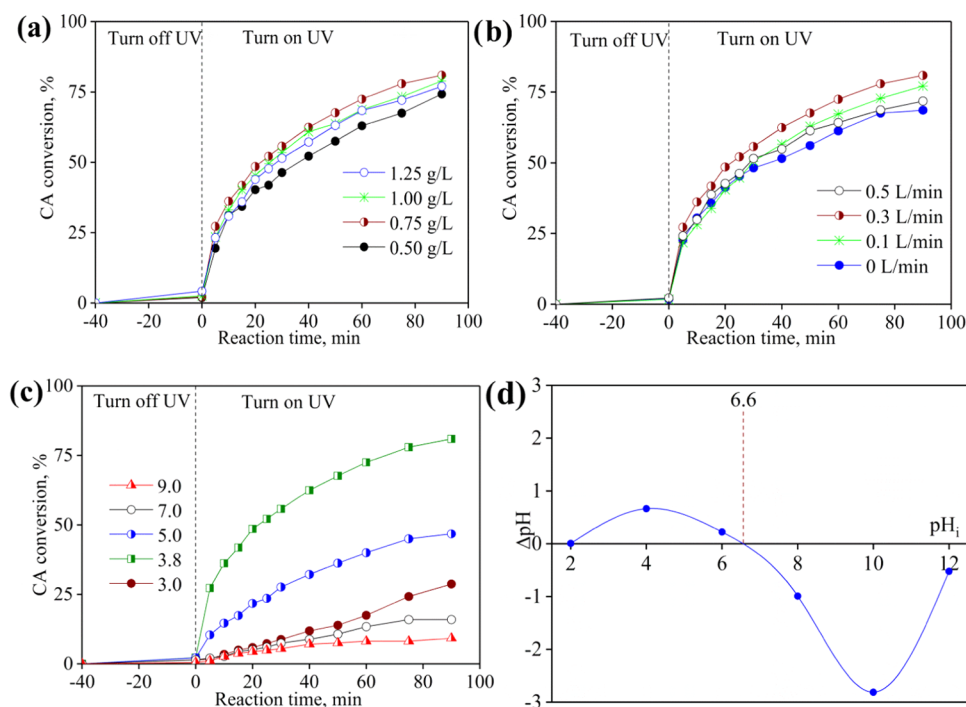 (a)
Turn off UV
Turn on UV
CA conversion, %
100
75
50
25
0
1.25 g/L
1.00 g/L
0.75 g/L
0.50 g/L
-40 -20 0 20 40 60 80 100
Reaction time, min
(b)
Turn off UV
Turn on UV
CA conversion, %
100
75
50
25
0
0.5 L/min
0.3 L/min
0.1 L/min
0 L/min
-40 -20 0 20 40 60 80 100
Reaction time, min
(c)
Turn off UV
Turn on UV
CA conversion, %
100
75
50
25
0
9.0
7.0
5.0
3.8
3.0
-40 -20 0 20 40 60 80 100
Reaction time, min
(d)
6.6
ΔpH
3
2
1
0
-1
-2
-3
pHi
2 4 6 8 10 12